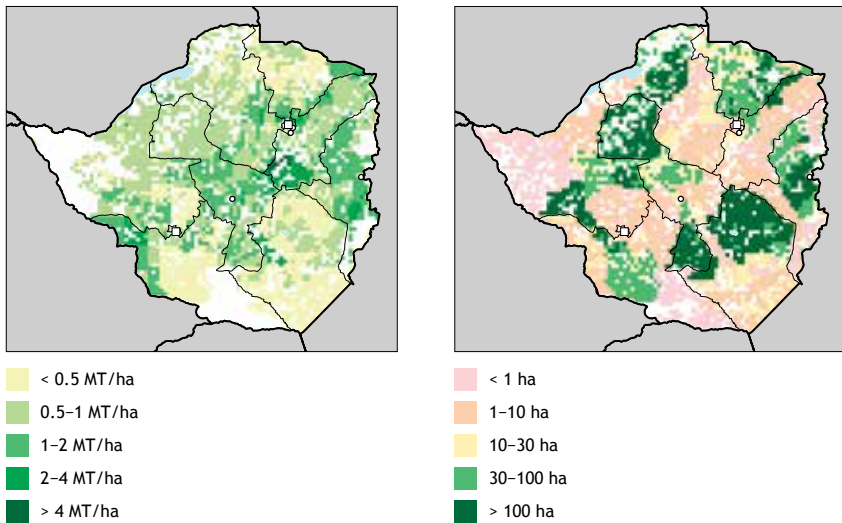 < 0.5 MT/ha
0.5–1 MT/ha
1–2 MT/ha
2–4 MT/ha
> 4 MT/ha
< 1 ha
1–10 ha
10–30 ha
30–100 ha
> 100 ha